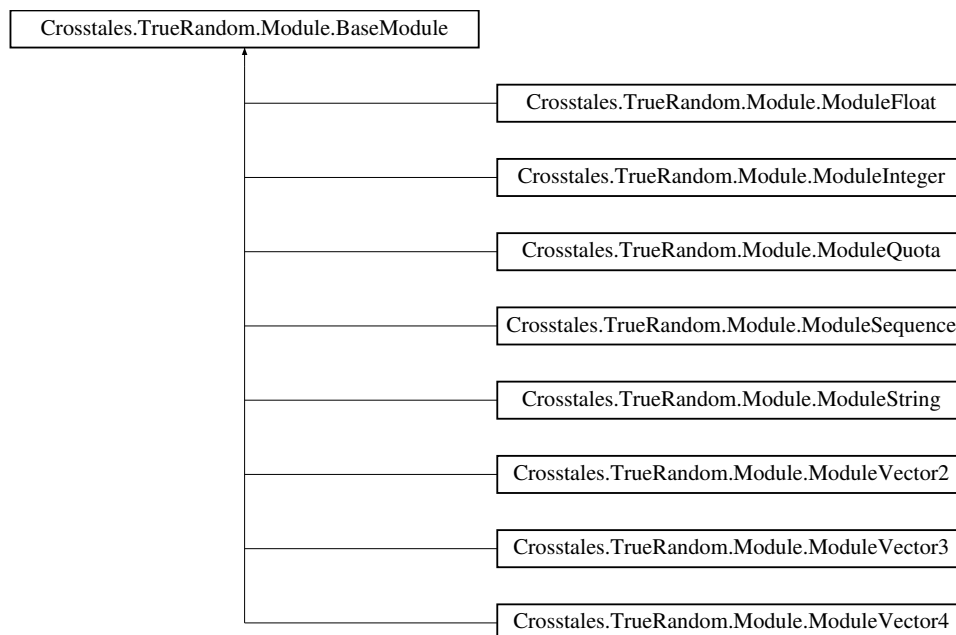 Crosstales.TrueRandom.Module.BaseModule
Crosstales.TrueRandom.Module.ModuleFloat
Crosstales.TrueRandom.Module.ModuleInteger
Crosstales.TrueRandom.Module.ModuleQuota
Crosstales.TrueRandom.Module.ModuleSequence
Crosstales.TrueRandom.Module.ModuleString
Crosstales.TrueRandom.Module.ModuleVector2
Crosstales.TrueRandom.Module.ModuleVector3
Crosstales.TrueRandom.Module.ModuleVector4